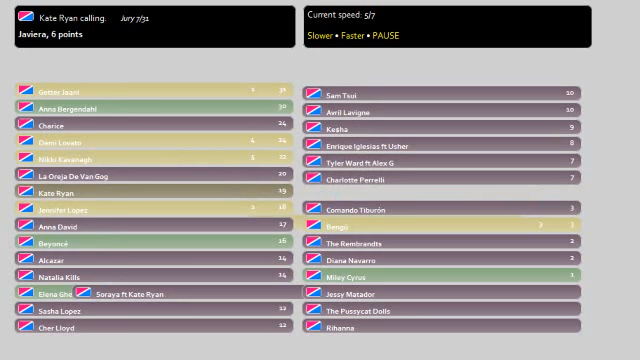 Kate Ryan calling. Jury 7/31
Javiera, 6 points
Current speed: 5/7
Slower • Faster • PAUSE
Getter Jaani 31
Anna Bergendahl 30
Charice 24
Demi Lovato 4 24
Nikki Kavanagh 5 22
La Oreja De Van Gog 20
Kate Ryan 19
Jennifer Lopez 18
Anna David 17
Beyoncé 16
Alcazar 14
Natalia Kills 14
Elena Ghe
Soraya ft Kate Ryan
Sasha Lopez 12
Cher Lloyd 12
Sam Tsui 10
Avril Lavigne 10
Kesha 9
Enrique Iglesias ft Usher 8
Tyler Ward ft Alex G 7
Charlotte Perrelli 7
Comando Tiburón 3
Bengü 3 3
The Rembrandts 2
Diana Navarro 2
Miley Cyrus 1
Jessy Matador
The Pussycat Dolls
Rihanna